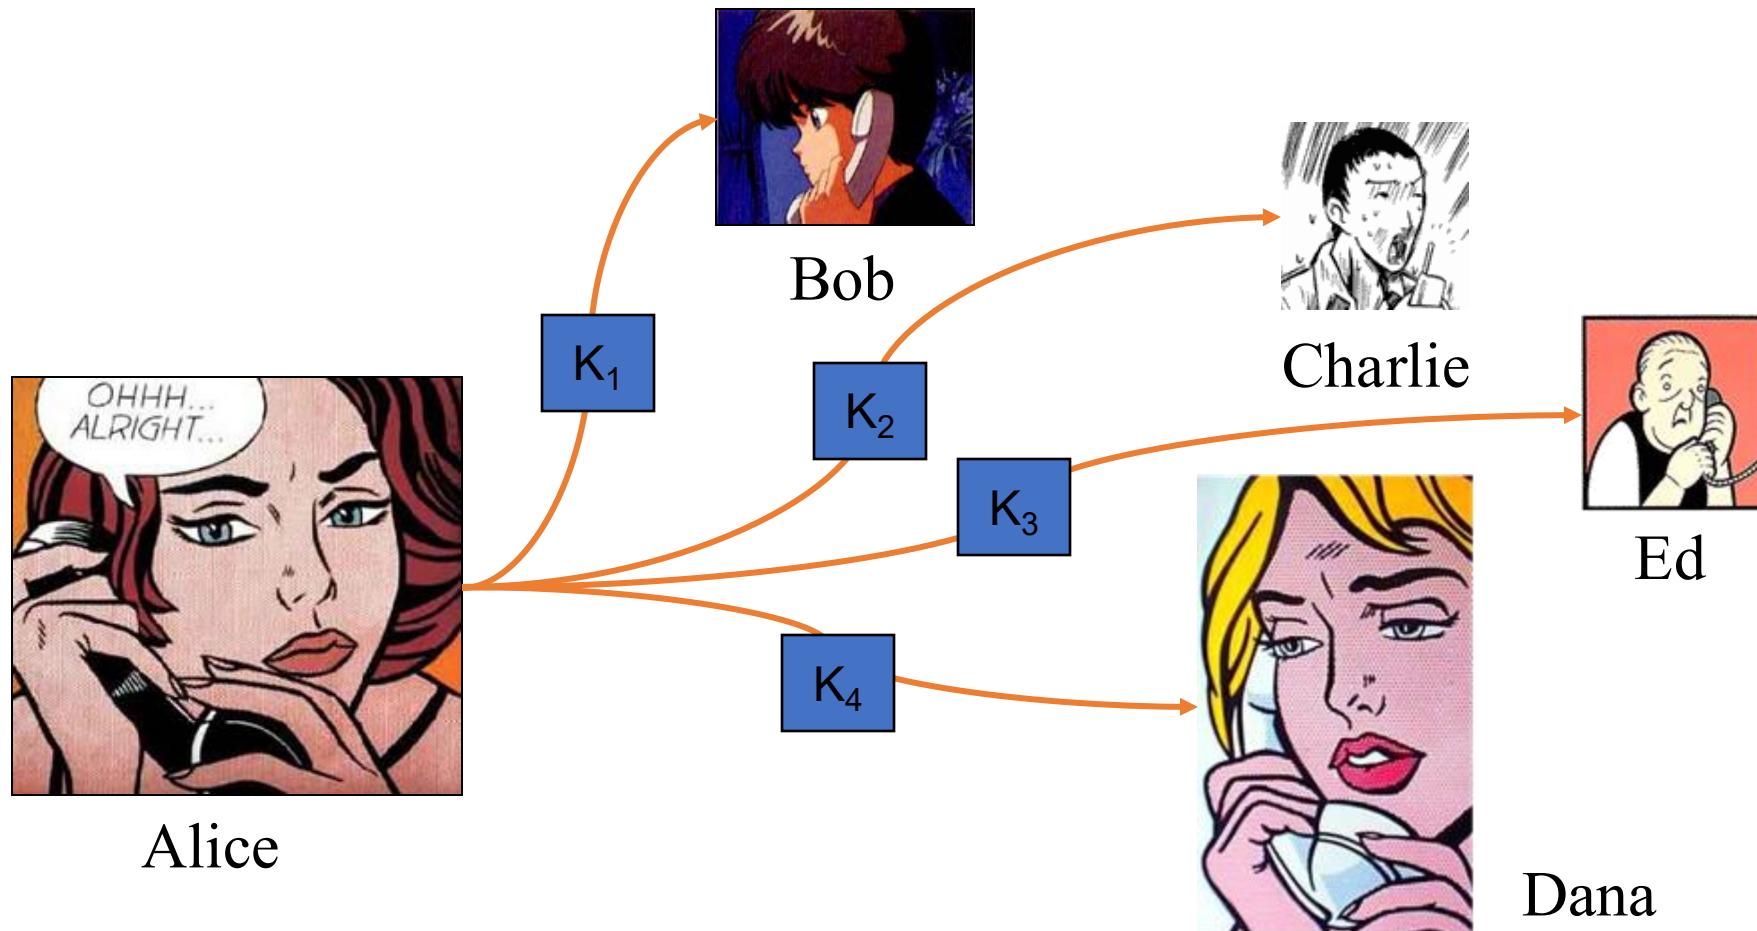 Bob
Charlie
K₁
K₂
OHHH...
ALRIGHT...
K₃
Ed
K₄
Alice
Dana